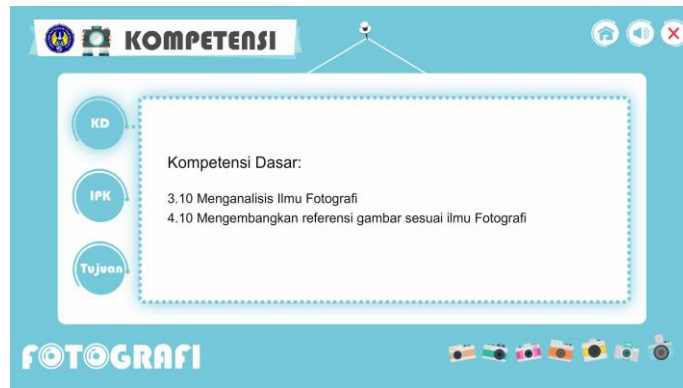 KOMPETENSI
KD
IPK
Tujuan
Kompetensi Dasar:
3.10 Menganalisis Ilmu Fotografi
4.10 Mengembangkan referensi gambar sesuai ilmu Fotografi
FOTOGRAFI